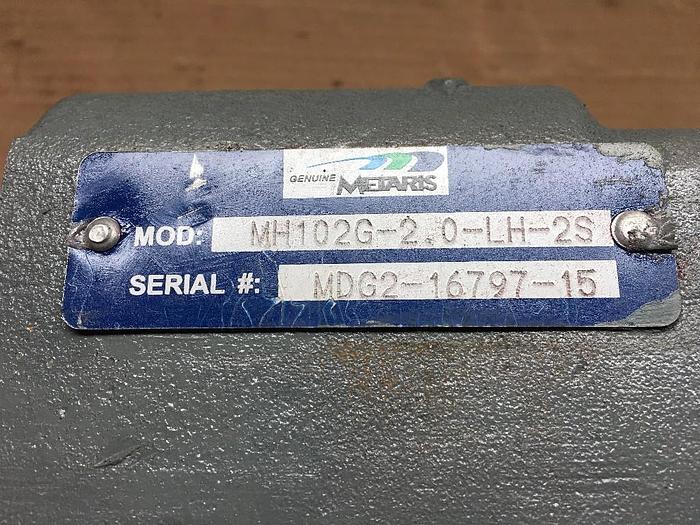 GENUINE METARIS
MOD: MH102G-2.0-LH-2S
SERIAL #: MDG2-16797-15